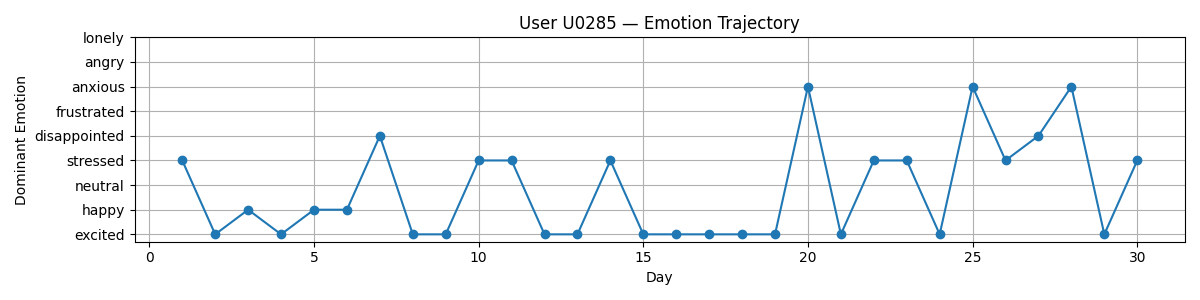 User U0285 — Emotion Trajectory
Dominant Emotion
lonely
angry
anxious
frustrated
disappointed
stressed
neutral
happy
excited
0 5 10 15 20 25 30
Day